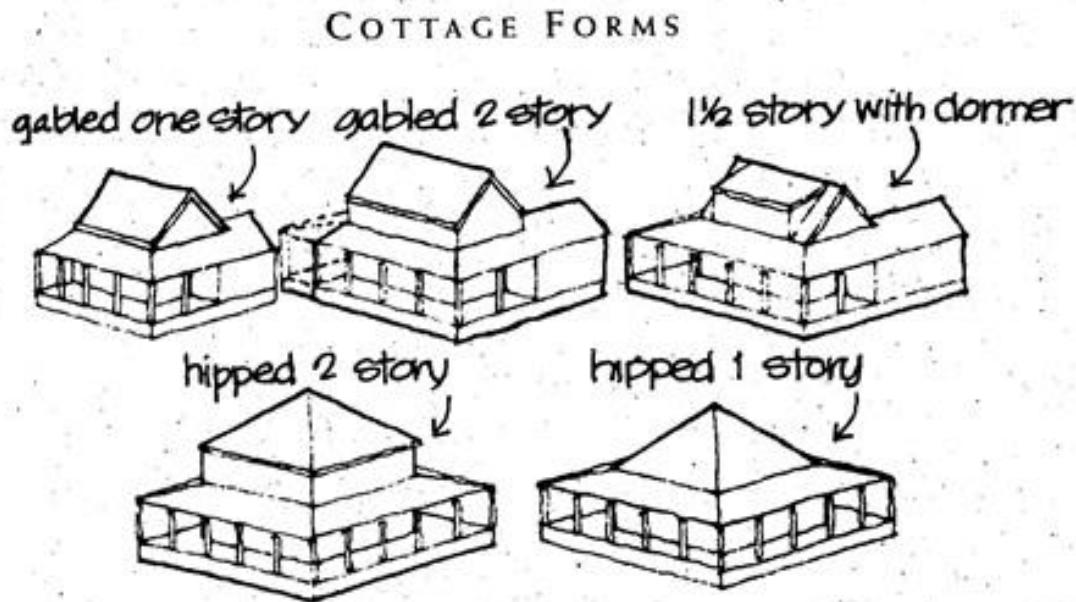 COTTAGE FORMS
gabled one story gabled 2 story 1½ story with dormer
hipped 2 story hipped 1 story